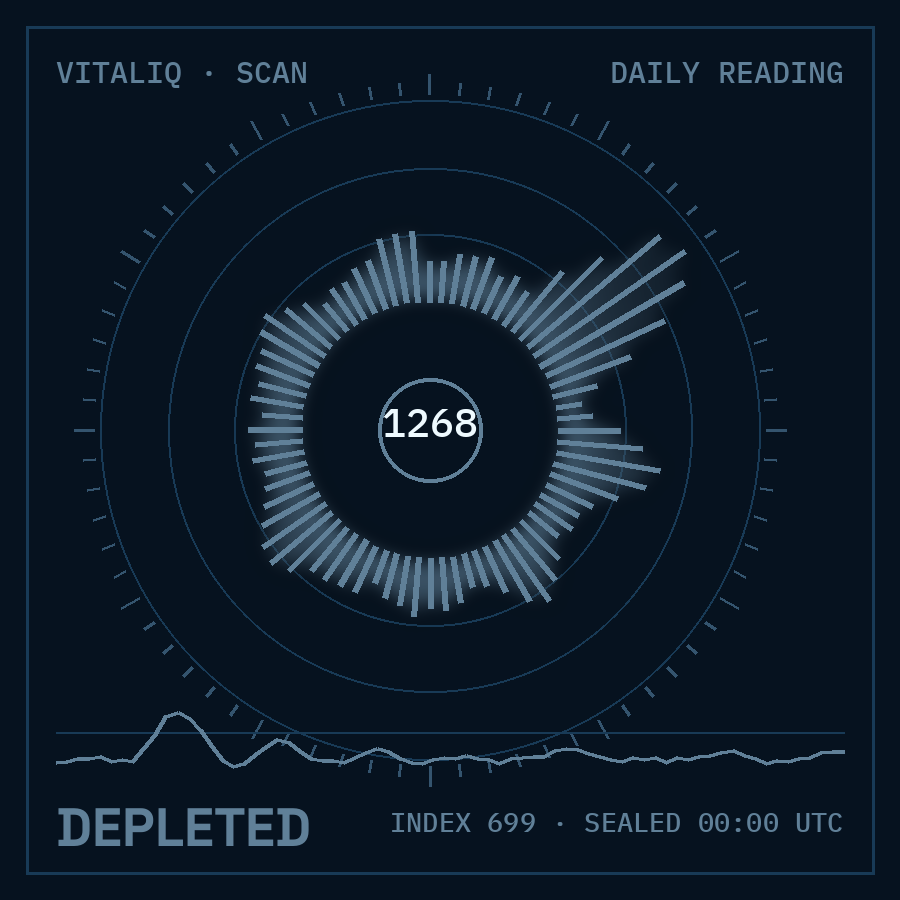 VITALIQ · SCAN
DAILY READING
1268
DEPLETED
INDEX 699 · SEALED 00:00 UTC